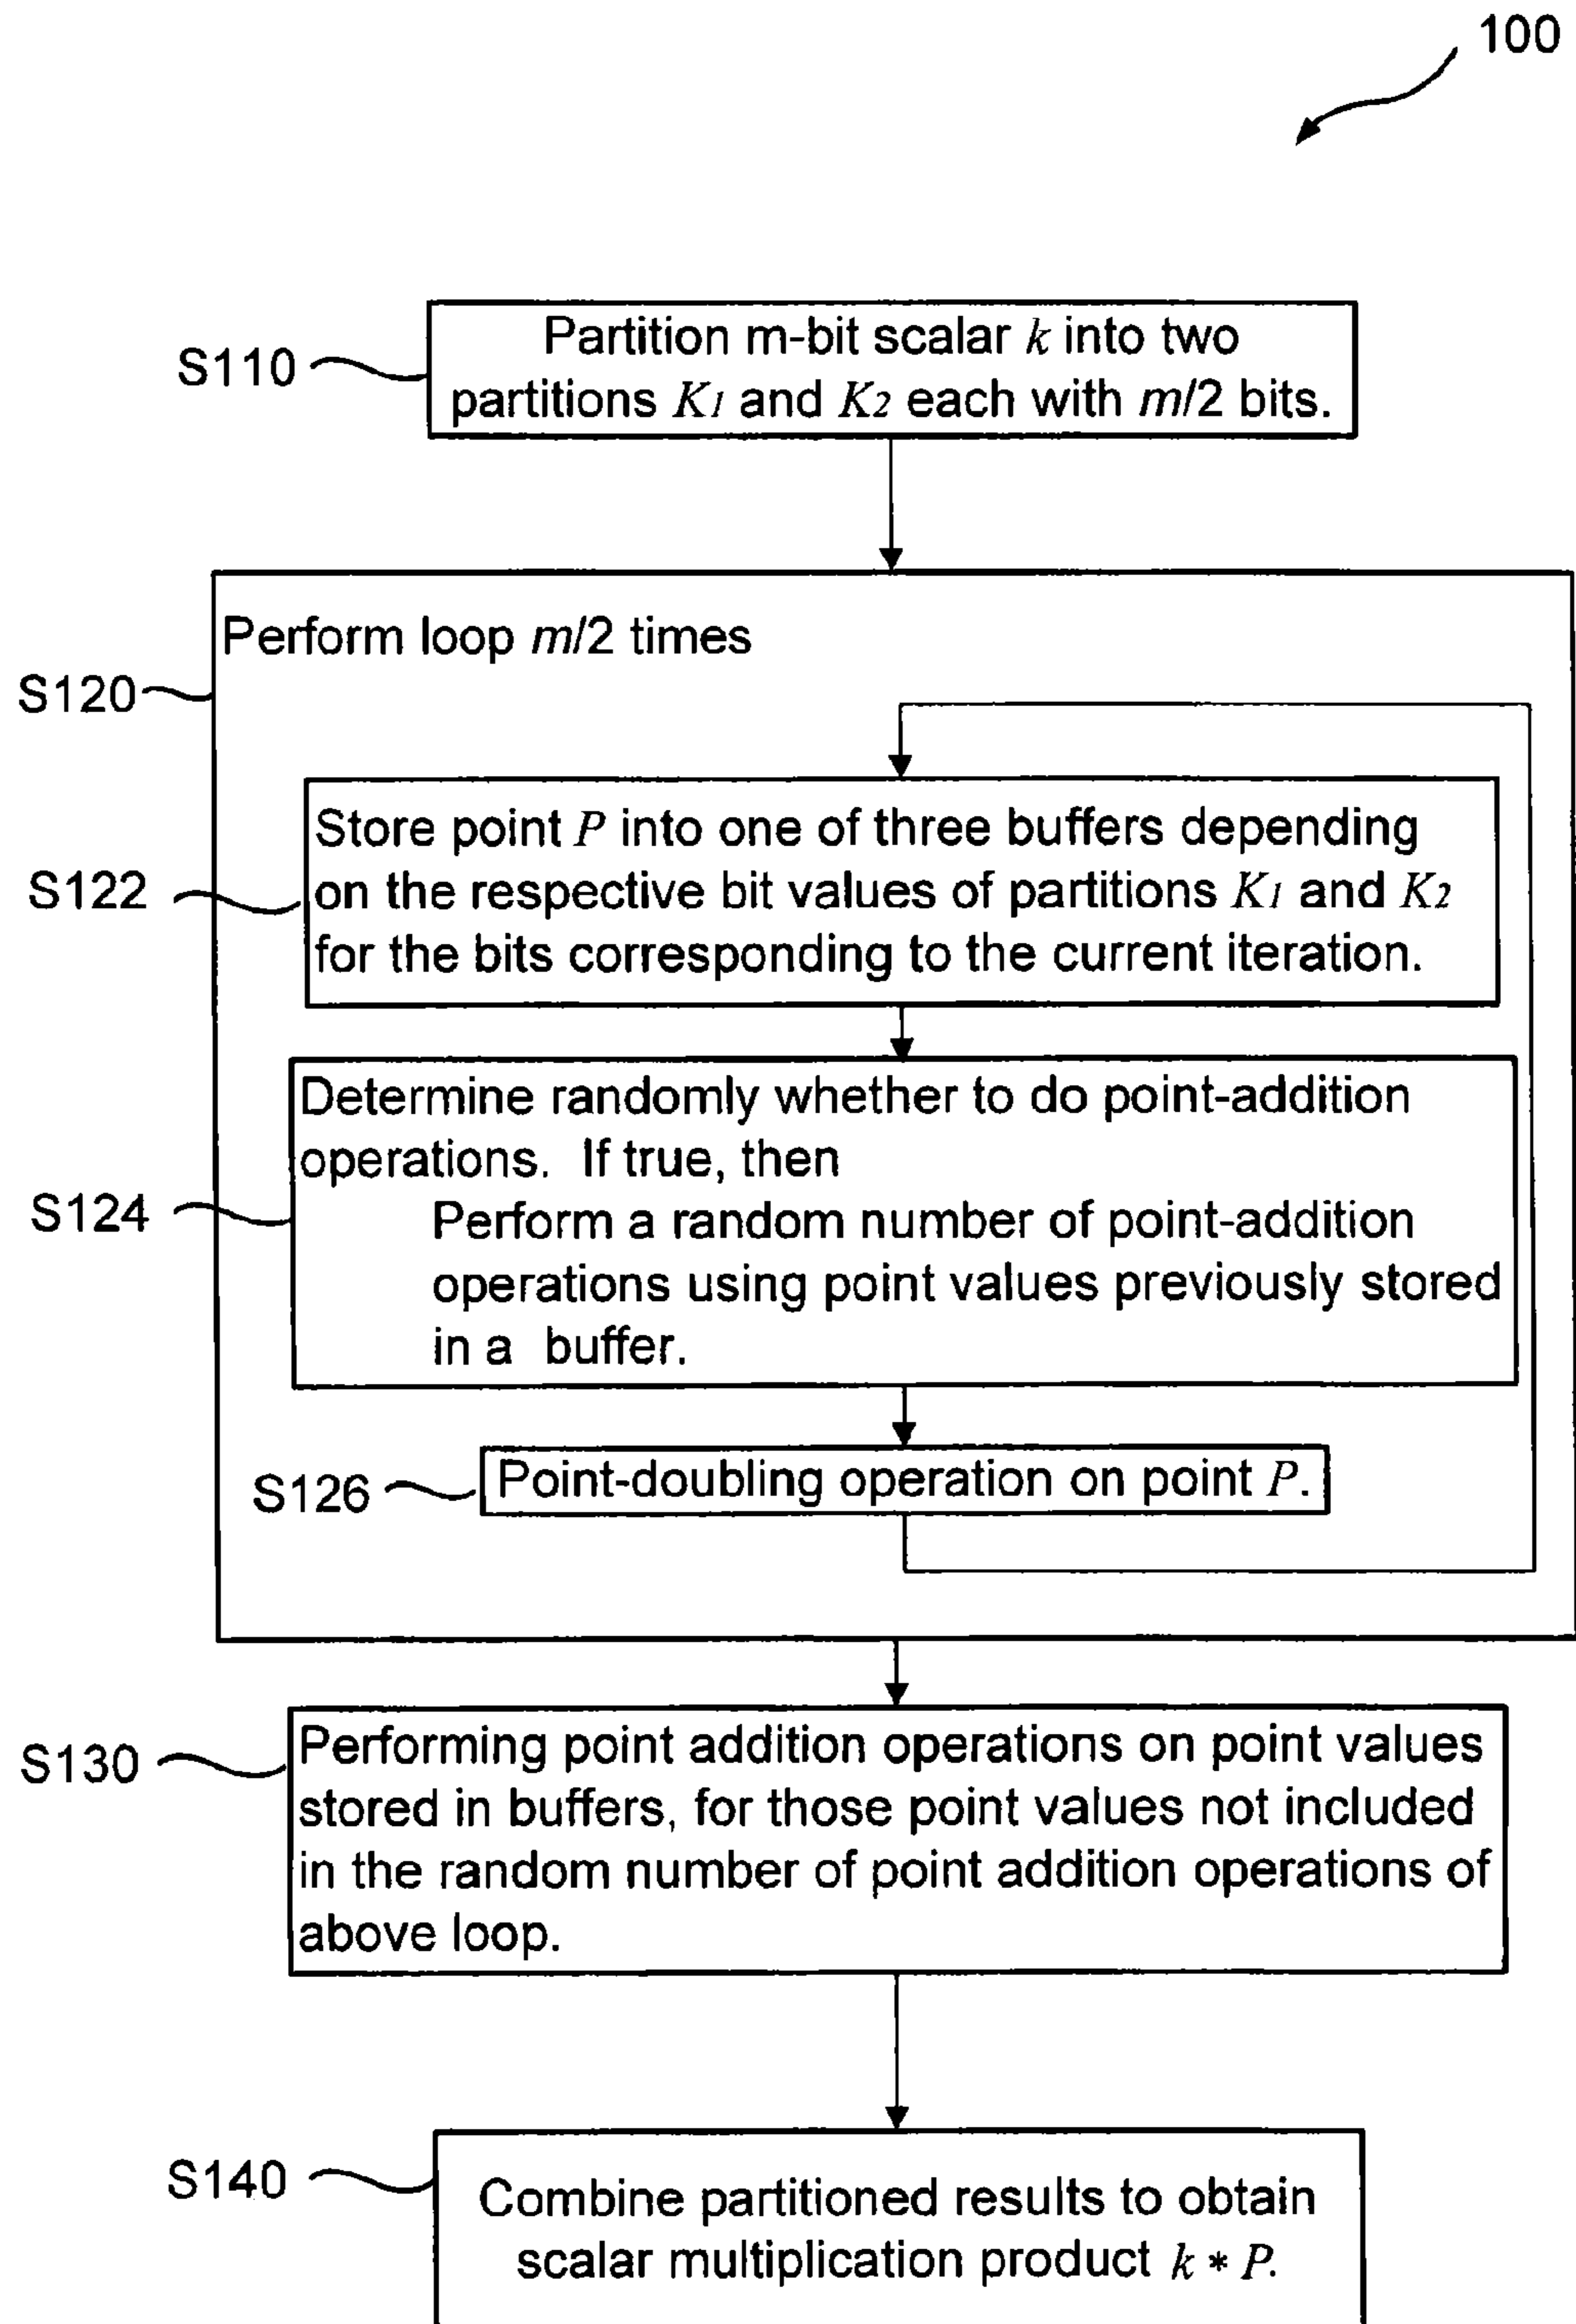 100
S110
Partition m-bit scalar k into two
partitions K1 and K2 each with m/2 bits.
Perform loop m/2 times
S120
S122
Store point P into one of three buffers depending
on the respective bit values of partitions K1 and K2
for the bits corresponding to the current iteration.
S124
Determine randomly whether to do point-addition
operations. If true, then
Perform a random number of point-addition
operations using point values previously stored
in a buffer.
S126
Point-doubling operation on point P.
S130
Performing point addition operations on point values
stored in buffers, for those point values not included
in the random number of point addition operations of
above loop.
S140
Combine partitioned results to obtain
scalar multiplication product k * P.